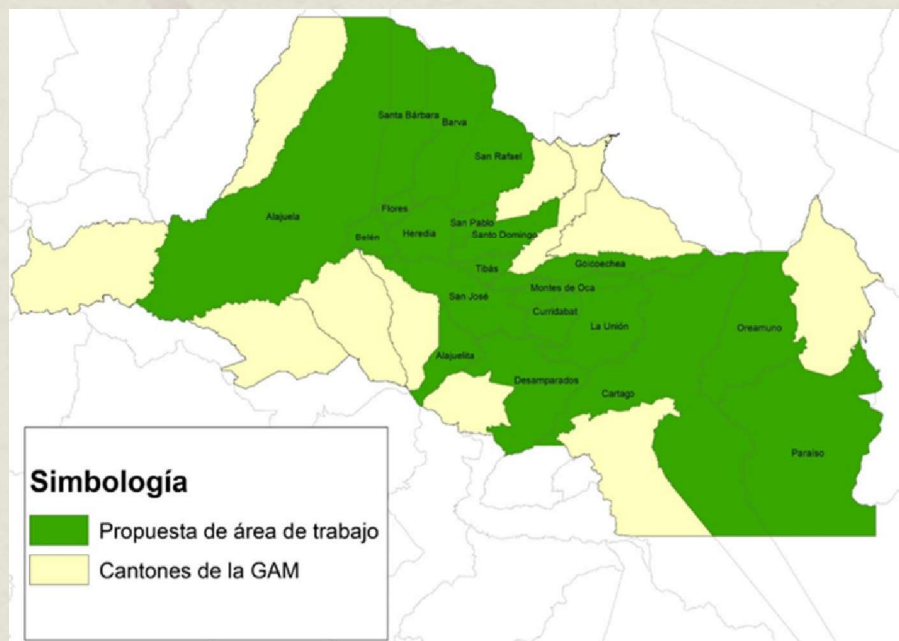 Santa Bárbara
Barva
San Rafael
Alajuela
Flores
San Pablo
Belén
Heredia
Santo Domingo
Tibás
Goicoechea
San José
Montes de Oca
Curridabat
La Unión
Oreamuno
Alajuelita
Desamparados
Cartago
Paraíso
Simbología
Propuesta de área de trabajo
Cantones de la GAM